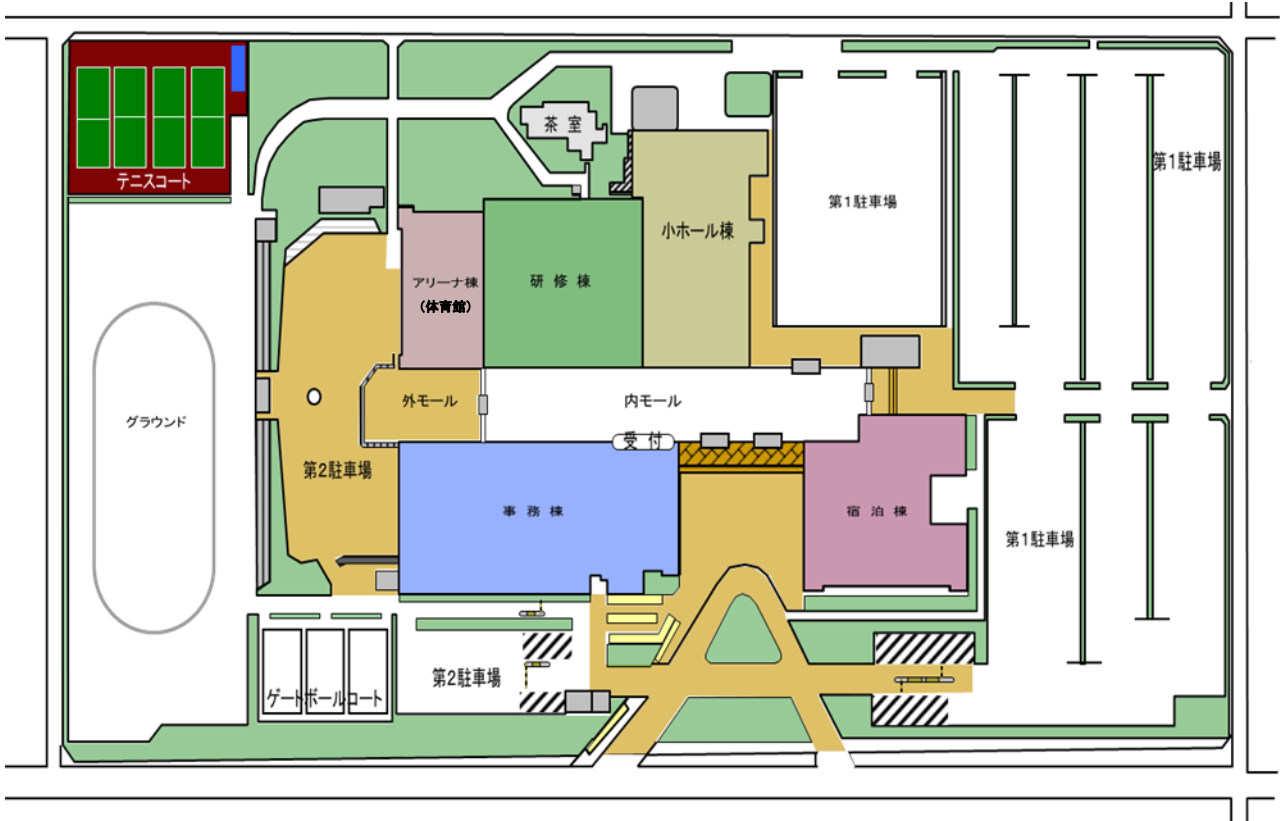 茶室
第1駐車場
テニスコート
第1駐車場
小ホール棟
アリーナ棟
(体育館)
研修棟
外モール
内モール
グラウンド
受付
第2駐車場
事務棟
宿泊棟
第1駐車場
第2駐車場
ゲートボールコート